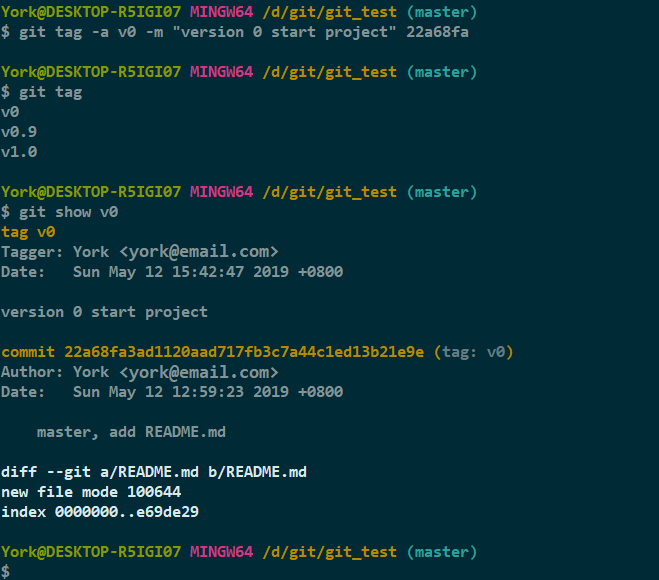 York@DESKTOP-R5IGI07 MINGW64 /d/git/git_test (master)
$ git tag -a v0 -m "version 0 start project" 22a68fa
York@DESKTOP-R5IGI07 MINGW64 /d/git/git_test (master)
$ git tag
v0
v0.9
v1.0
York@DESKTOP-R5IGI07 MINGW64 /d/git/git_test (master)
$ git show v0
tag v0
Tagger: York <york@email.com>
Date:   Sun May 12 15:42:47 2019 +0800
version 0 start project
commit 22a68fa3ad1120aad717fb3c7a44c1ed13b21e9e (tag: v0)
Author: York <york@email.com>
Date:   Sun May 12 12:59:23 2019 +0800
    master, add README.md
diff --git a/README.md b/README.md
new file mode 100644
index 0000000..e69de29
York@DESKTOP-R5IGI07 MINGW64 /d/git/git_test (master)
$